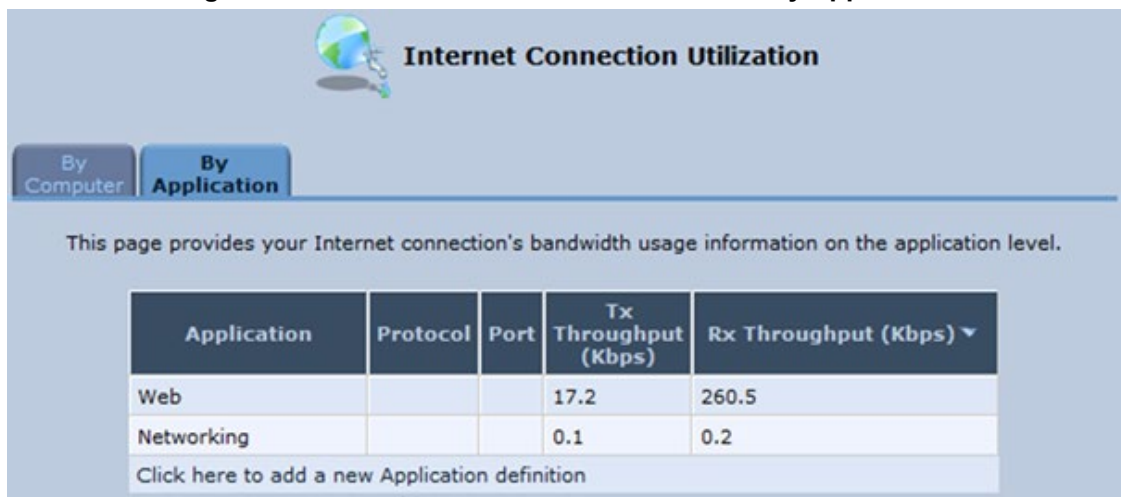 Internet Connection Utilization
By
Computer
By
Application
This page provides your Internet connection's bandwidth usage information on the application level.
Application Protocol Port Tx Throughput (Kbps) Rx Throughput (Kbps)
Web 17.2 260.5
Networking 0.1 0.2
Click here to add a new Application definition